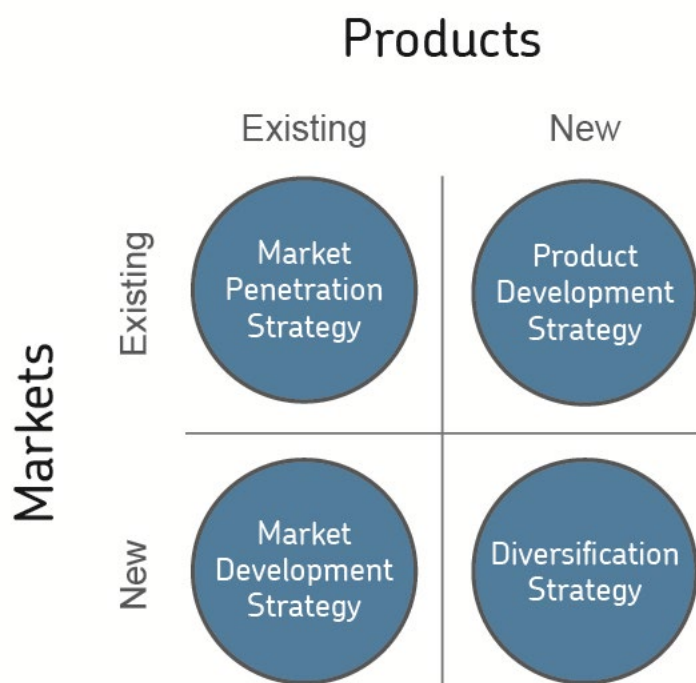 Products
Existing
New
Markets
Existing
Market
Penetration
Strategy
Product
Development
Strategy
New
Market
Development
Strategy
Diversification
Strategy